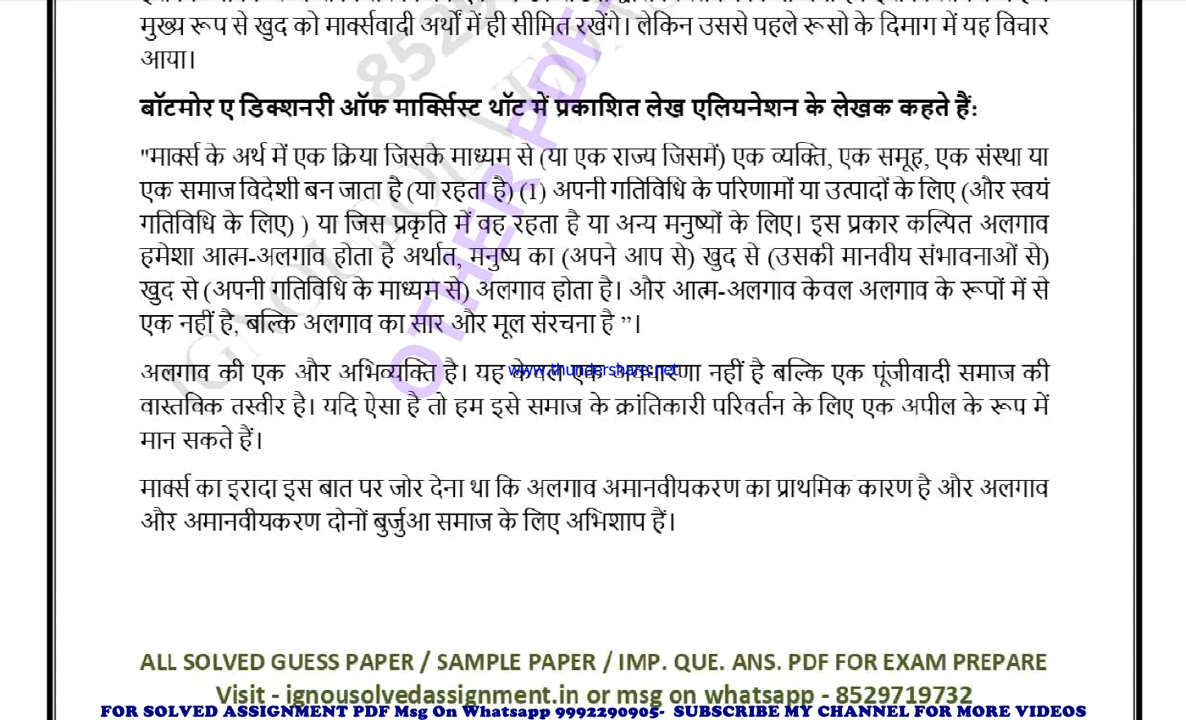 मुख्य रूप से खुद को मार्क्सवादी अर्थों में ही सीमित रखेंगे। लेकिन उससे पहले रूसो के दिमाग में यह विचार
आया।
बॉटमोर ए डिक्शनरी ऑफ मार्क्सिस्ट थॉट में प्रकाशित लेख एलियनेशन के लेखक कहते हैं:
"मार्क्स के अर्थ में एक क्रिया जिसके माध्यम से (या एक राज्य जिसमें) एक व्यक्ति, एक समूह, एक संस्था या
एक समाज विदेशी बन जाता है (या रहता है) (1) अपनी गतिविधि के परिणामों या उत्पादों के लिए (और स्वयं
गतिविधि के लिए) ) या जिस प्रकृति में वह रहता है या अन्य मनुष्यों के लिए। इस प्रकार कल्पित अलगाव
हमेशा आत्म-अलगाव होता है अर्थात, मनुष्य का (अपने आप से) खुद से (उसकी मानवीय संभावनाओं से)
खुद से (अपनी गतिविधि के माध्यम से) अलगाव होता है। और आत्म-अलगाव केवल अलगाव के रूपों में से
एक नहीं है, बल्कि अलगाव का सार और मूल संरचना है ”।
अलगाव की एक और अभिव्यक्ति है। यह केवल एक अवधारणा नहीं है बल्कि एक पूंजीवादी समाज की
www.thundershare.net
वास्तविक तस्वीर है। यदि ऐसा है तो हम इसे समाज के क्रांतिकारी परिवर्तन के लिए एक अपील के रूप में
मान सकते हैं।
मार्क्स का इरादा इस बात पर जोर देना था कि अलगाव अमानवीयकरण का प्राथमिक कारण है और अलगाव
और अमानवीयकरण दोनों बुर्जुआ समाज के लिए अभिशाप हैं।
OTHER PDF
ALL SOLVED GUESS PAPER / SAMPLE PAPER / IMP. QUE. ANS. PDF FOR EXAM PREPARE
Visit - ignousolvedassignment.in or msg on whatsapp - 8529719732
FOR SOLVED ASSIGNMENT PDF Msg On Whatsapp 9992290905- SUBSCRIBE MY CHANNEL FOR MORE VIDEOS